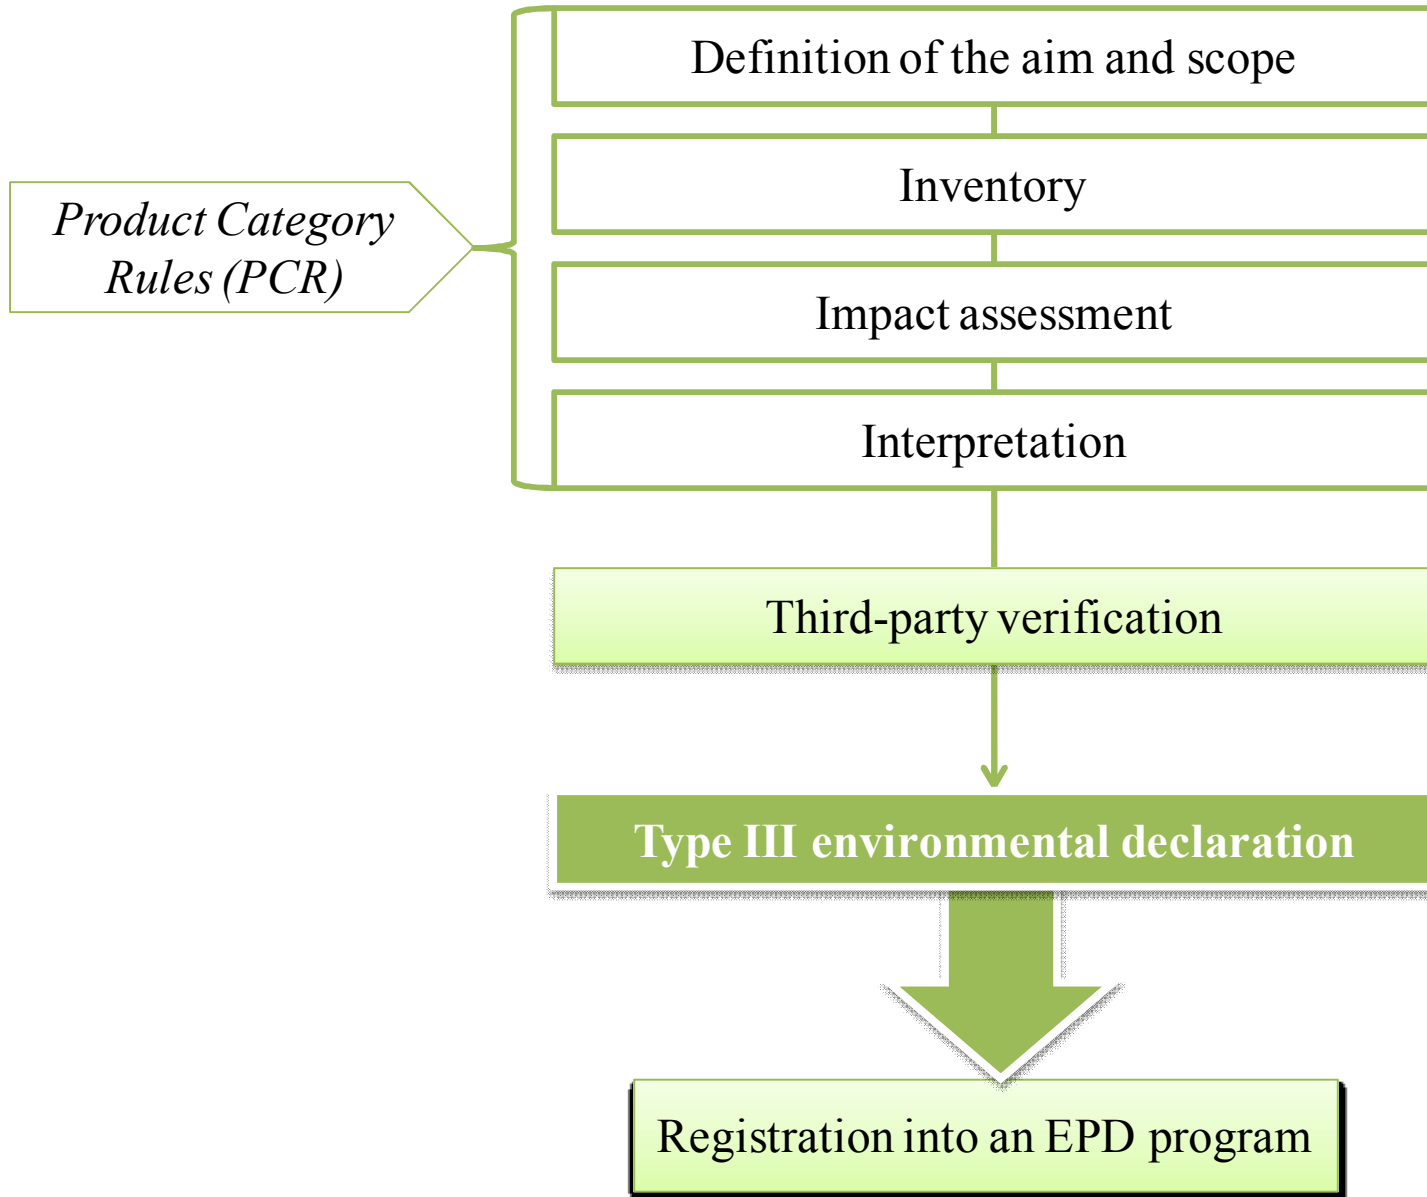 Definition of the aim and scope
Inventory
Product Category
Rules (PCR)
Impact assessment
Interpretation
Third-party verification
Type III environmental declaration
Registration into an EPD program